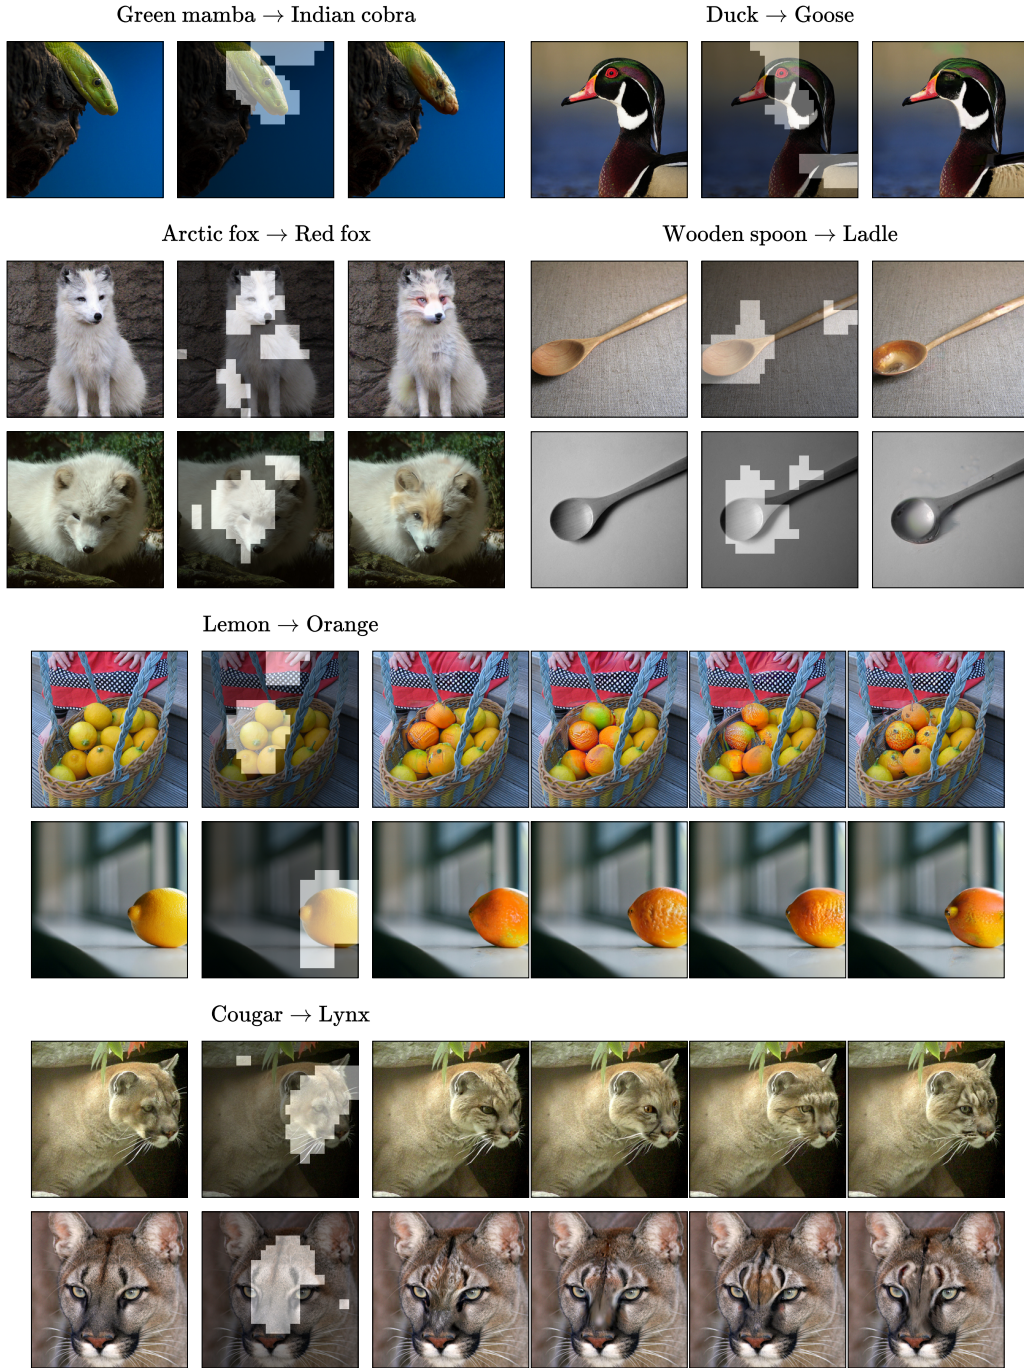 Green mamba → Indian cobra
Duck → Goose
Arctic fox → Red fox
Wooden spoon → Ladle
Lemon → Orange
Cougar → Lynx